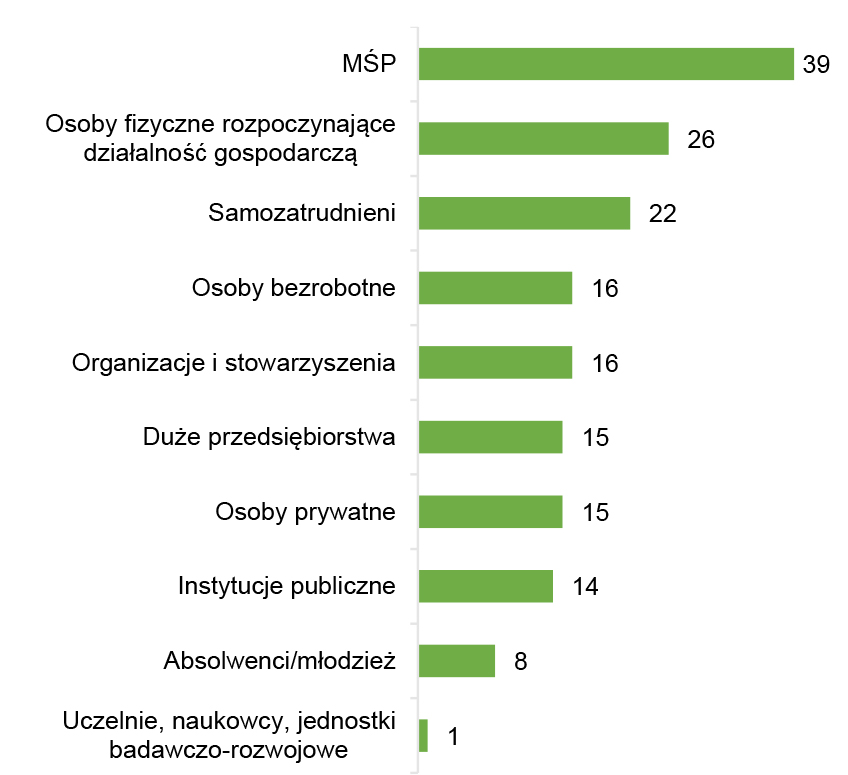 MŚP
39
Osoby fizyczne rozpoczynające
działalność gospodarczą
26
Samozatrudnieni
22
Osoby bezrobotne
16
Organizacje i stowarzyszenia
16
Duże przedsiębiorstwa
15
Osoby prywatne
15
Instytucje publiczne
14
Absolwenci/młodzież
8
Uczelnie, naukowcy, jednostki
badawczo-rozwojowe
1